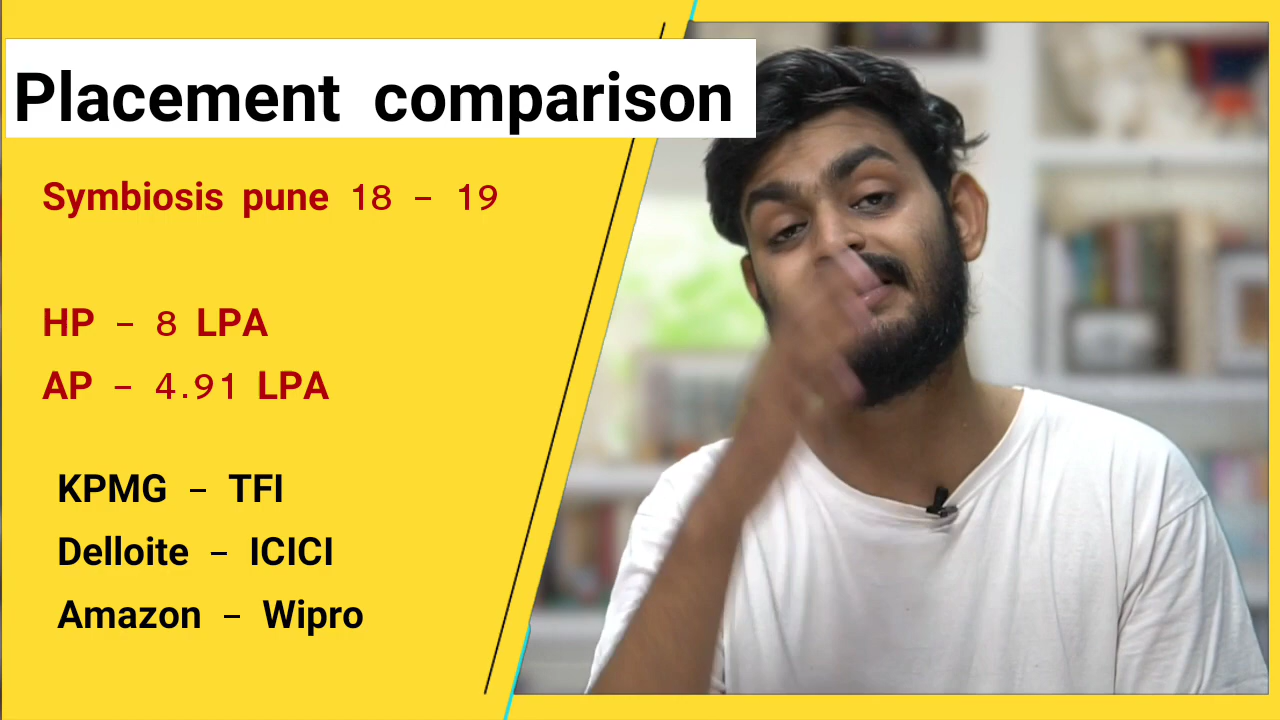 Placement comparison
Symbiosis pune 18 - 19
HP - 8 LPA
AP - 4.91 LPA
KPMG - TFI
Delloite - ICICI
Amazon - Wipro